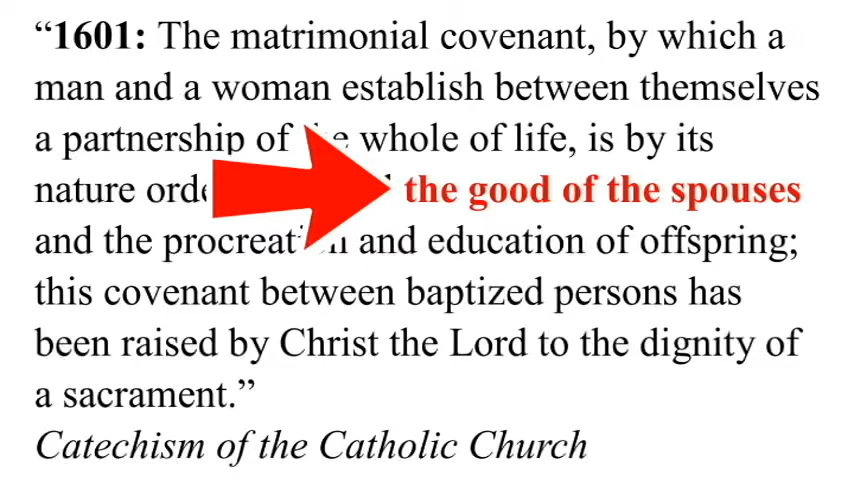 “1601: The matrimonial covenant, by which a
man and a woman establish between themselves
a partnership of whole of life, is by its
nature the good of the spouses
and the and education of offspring;
this covenant between baptized persons has
been raised by Christ the Lord to the dignity of
a sacrament.”
Catechism of the Catholic Church